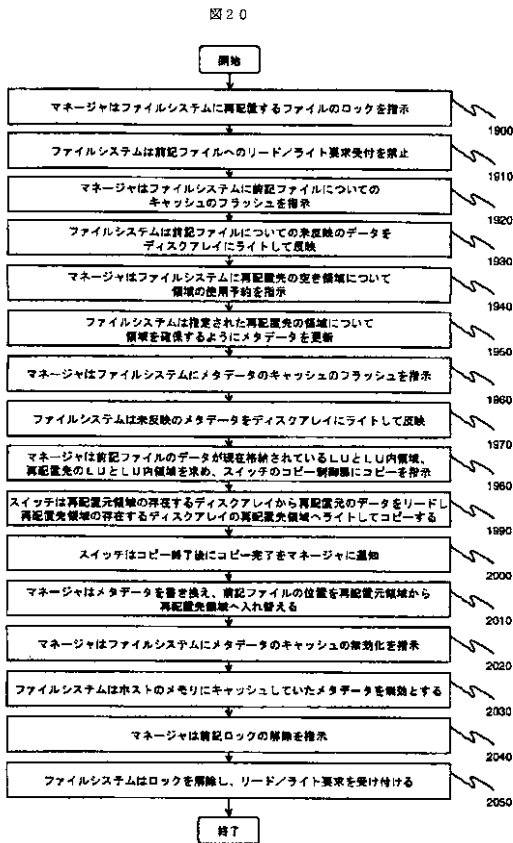 図20
開始
マネージャはファイルシステムに再配置するファイルのロックを指示
1900
ファイルシステムは前記ファイルへのリード/ライト要求受付を禁止
1910
マネージャはファイルシステムに前記ファイルについての
キャッシュのフラッシュを指示
1920
ファイルシステムは前記ファイルについての未反映のデータを
ディスクアレイにライトして反映
1930
マネージャはファイルシステムに再配置先の空き領域について
領域の使用予約を指示
1940
ファイルシステムは指定された再配置先の領域について
領域を確保するようにメタデータを更新
1950
マネージャはファイルシステムにメタデータのキャッシュのフラッシュを指示
1960
ファイルシステムは未反映のメタデータをディスクアレイにライトして反映
1970
マネージャは前記ファイルのデータが現在格納されているLUとLU内領域、
再配置先のLUとLU内領域を求め、スイッチのコピー制御部にコピーを指示
1980
スイッチは再配置元領域の存在するディスクアレイから再配置元のデータをリードし
再配置先領域の存在するディスクアレイの再配置先領域へライトしてコピーする
1990
スイッチはコピー終了後にコピー完了をマネージャに通知
2000
マネージャはメタデータを書き換え、前記ファイルの位置を再配置元領域から
再配置先領域へ入れ替える
2010
マネージャはファイルシステムにメタデータのキャッシュの無効化を指示
2020
ファイルシステムはホストのメモリにキャッシュしていたメタデータを無効とする
2030
マネージャは前記ロックの解除を指示
2040
ファイルシステムはロックを解除し、リード/ライト要求を受け付ける
2050
終了